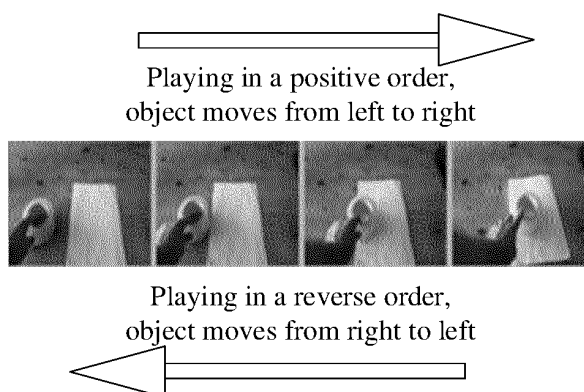 Playing in a positive order,
object moves from left to right
Playing in a reverse order,
object moves from right to left